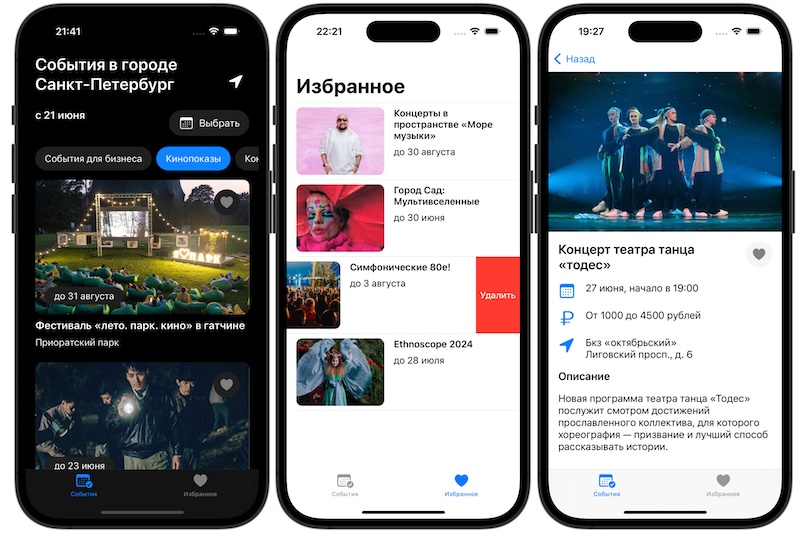 21:41
События в городе
Санкт-Петербург
с 21 июня
Выбрать
События для бизнеса
Кинопоказы
Кон
ПАРК
до 31 августа
Фестиваль «лето. парк. кино» в гатчине
Приоратский парк
до 23 июня
События
Избранное
22:21
Избранное
Концерты в
пространстве «Море
музыки»
до 30 августа
Город Сад:
Мультивселенные
до 30 июня
Симфонические 80е!
до 3 августа
Удалить
Ethnoscope 2024
до 28 июля
События
Избранное
19:27
Назад
Концерт театра танца
«тодес»
27 июня, начало в 19:00
От 1000 до 4500 рублей
Бкз «октябрьский»
Лиговский просп., д. 6
Описание
Новая программа театра танца «Тодес»
послужит смотром достижений
прославленного коллектива, для которого
хореография — призвание и лучший способ
рассказывать истории.
События
Избранное